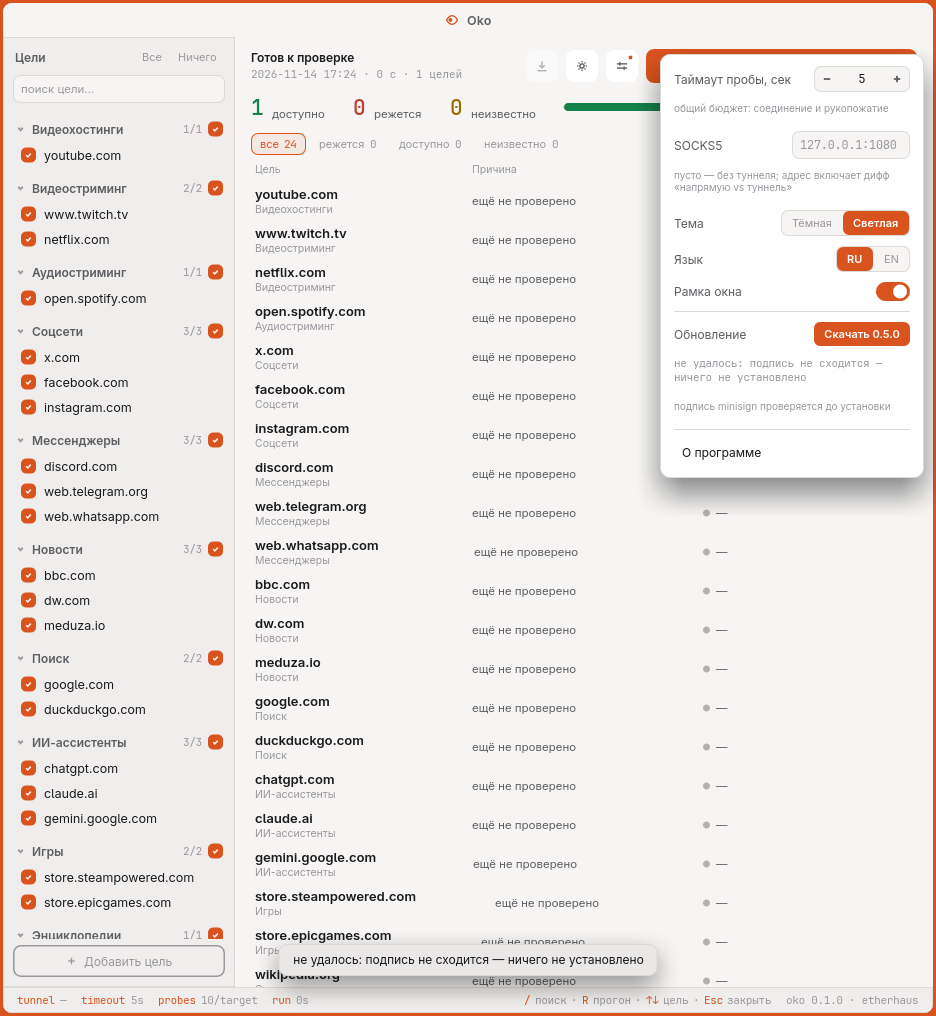 Oko
Цели Все Ничего
поиск цели...
Видеохостинги 1/1
youtube.com
Видеостриминг 2/2
www.twitch.tv
netflix.com
Аудиостриминг 1/1
open.spotify.com
Соцсети 3/3
x.com
facebook.com
instagram.com
Мессенджеры 3/3
discord.com
web.telegram.org
web.whatsapp.com
Новости 3/3
bbc.com
dw.com
meduza.io
Поиск 2/2
google.com
duckduckgo.com
ИИ-ассистенты 3/3
chatgpt.com
claude.ai
gemini.google.com
Игры 2/2
store.steampowered.com
store.epicgames.com
Энциклопедии 1/1
+ Добавить цель
Готов к проверке
2026-11-14 17:24 · 0 с · 1 целей
1 доступно 0 режется 0 неизвестно
все 24 режется 0 доступно 0 неизвестно 0
Цель Причина
youtube.com
Видеохостинги
ещё не проверено
www.twitch.tv
Видеостриминг
ещё не проверено
netflix.com
Видеостриминг
ещё не проверено
open.spotify.com
Аудиостриминг
ещё не проверено
x.com
Соцсети
ещё не проверено
facebook.com
Соцсети
ещё не проверено
instagram.com
Соцсети
ещё не проверено
discord.com
Мессенджеры
ещё не проверено
web.telegram.org
Мессенджеры
ещё не проверено —
web.whatsapp.com
Мессенджеры
ещё не проверено —
bbc.com
Новости
ещё не проверено —
dw.com
Новости
ещё не проверено —
meduza.io
Новости
ещё не проверено —
google.com
Поиск
ещё не проверено —
duckduckgo.com
Поиск
ещё не проверено —
chatgpt.com
ИИ-ассистенты
ещё не проверено —
claude.ai
ИИ-ассистенты
ещё не проверено —
gemini.google.com
ИИ-ассистенты
ещё не проверено —
store.steampowered.com
Игры
ещё не проверено —
store.epicgames.com
Игры
ещё не проверено —
wikipedia.org
ещё не проверено —
Таймаут пробы, сек − 5 +
общий бюджет: соединение и рукопожатие
SOCKS5 127.0.0.1:1080
пусто — без туннеля; адрес включает дифф
«напрямую vs туннель»
Тема Тёмная Светлая
Язык RU EN
Рамка окна
Обновление Скачать 0.5.0
не удалось: подпись не сходится —
ничего не установлено
подпись minisign проверяется до установки
О программе
не удалось: подпись не сходится — ничего не установлено
tunnel — timeout 5s probes 10/target run 0s
/ поиск · R прогон · ↑↓ цель · Esc закрыть oko 0.1.0 · etherhaus